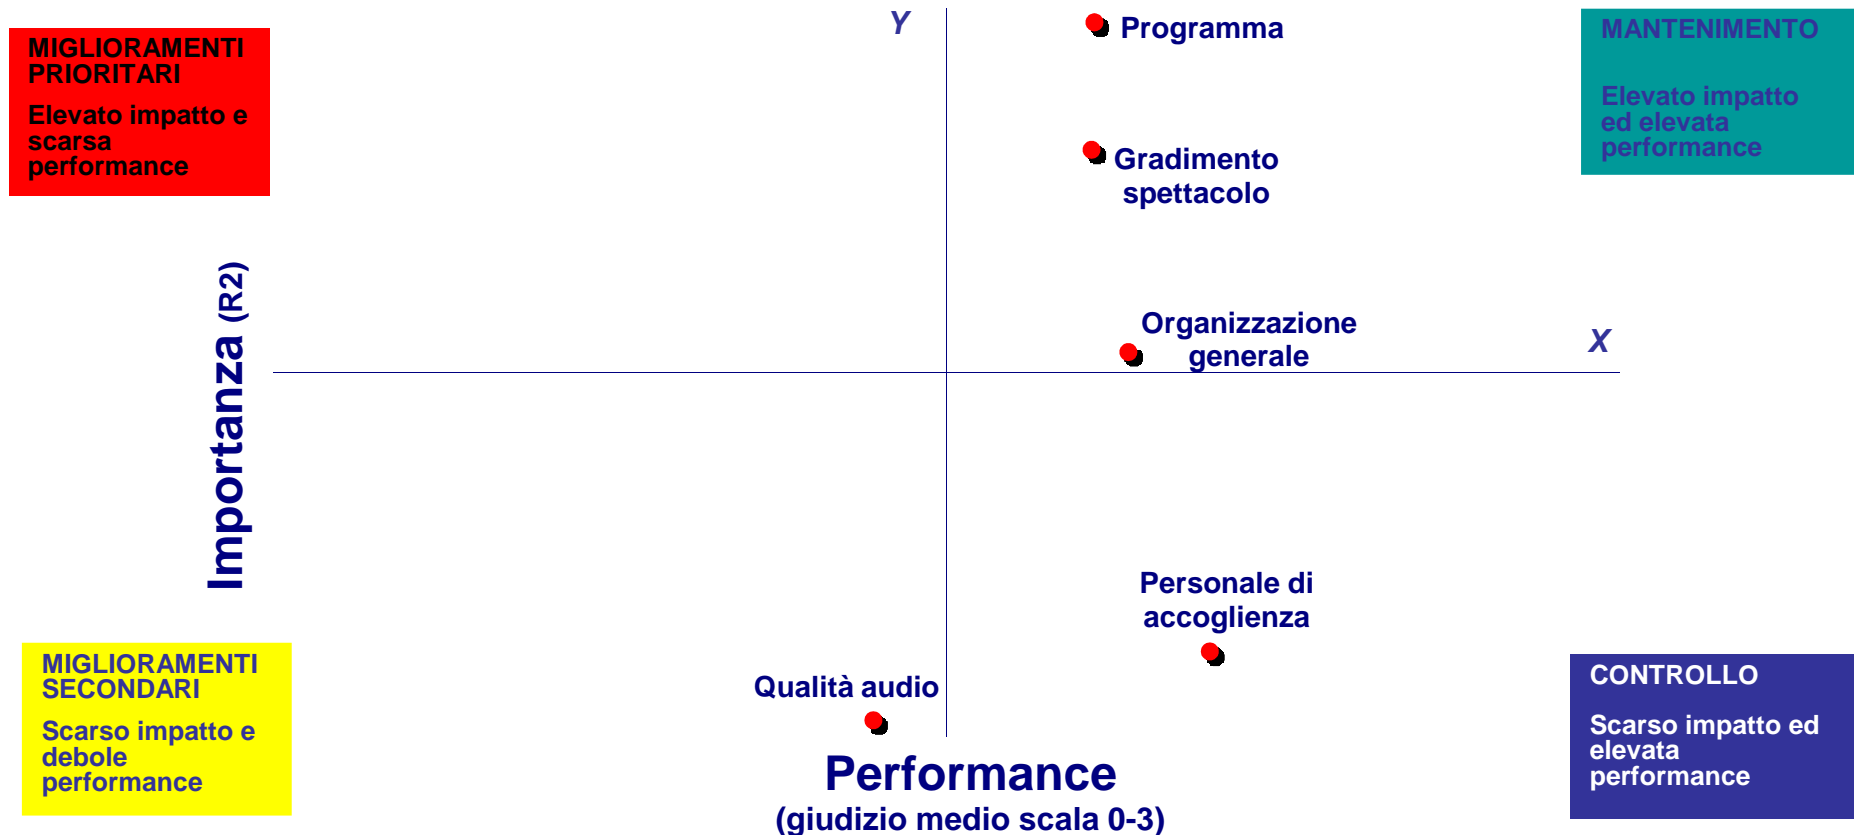 MIGLIORAMENTI
PRIORITARI
Elevato impatto e
scarsa
performance
Y
Programma
MANTENIMENTO
Elevato impatto
ed elevata
performance
Gradimento
spettacolo
Importanza (R2)
Organizzazione
generale
X
Personale di
accoglienza
MIGLIORAMENTI
SECONDARI
Scarso impatto e
debole
performance
Qualità audio
CONTROLLO
Scarso impatto ed
elevata
performance
Performance
(giudizio medio scala 0-3)